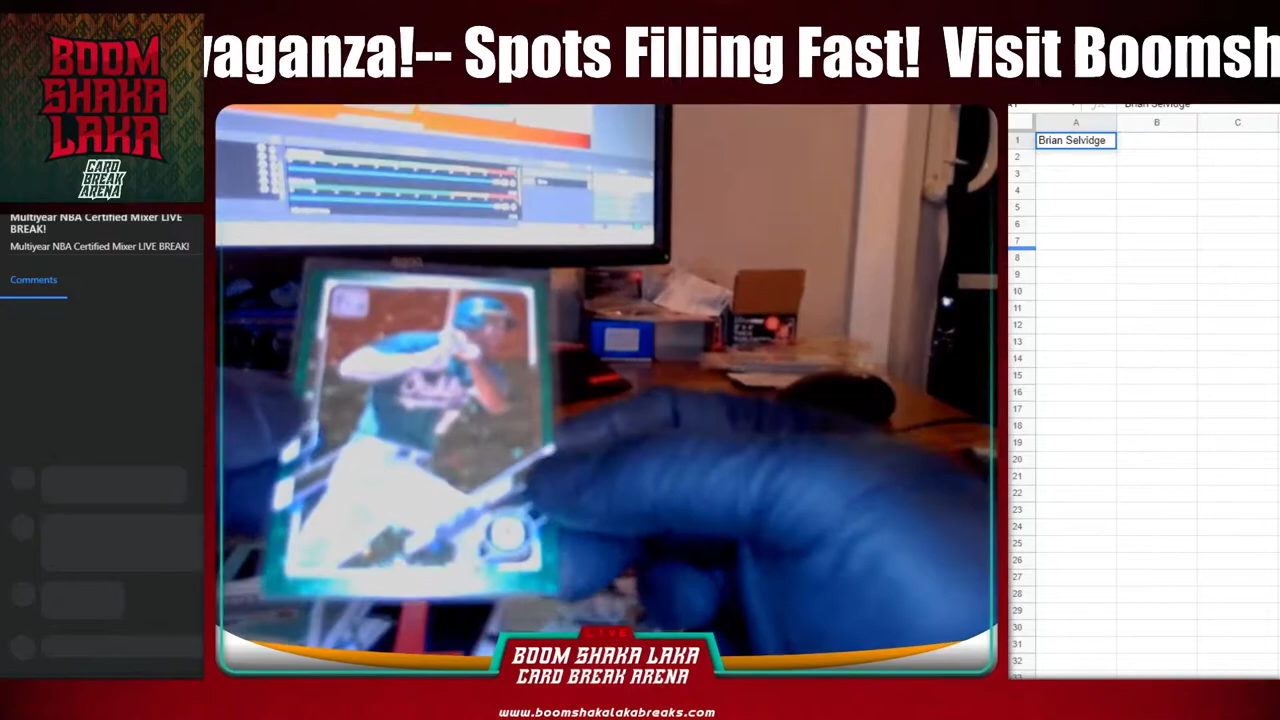 vaganza!-- Spots Filling Fast! Visit Boomsh
BOOM
SHAKA
LAKA
CARD
BREAK
ARENA
Multiyear NBA Certified Mixer LIVE
BREAK!
Multiyear NBA Certified Mixer LIVE BREAK!
Comments
Brian Selvidge
A B C
1 Brian Selvidge
2
3
4
5
6
7
8
9
10
11
12
13
14
15
16
17
18
19
20
21
22
23
24
25
26
27
28
29
30
31
32
LIVE
BOOM SHAKA LAKA
CARD BREAK ARENA
www.boomshakalakabreaks.com